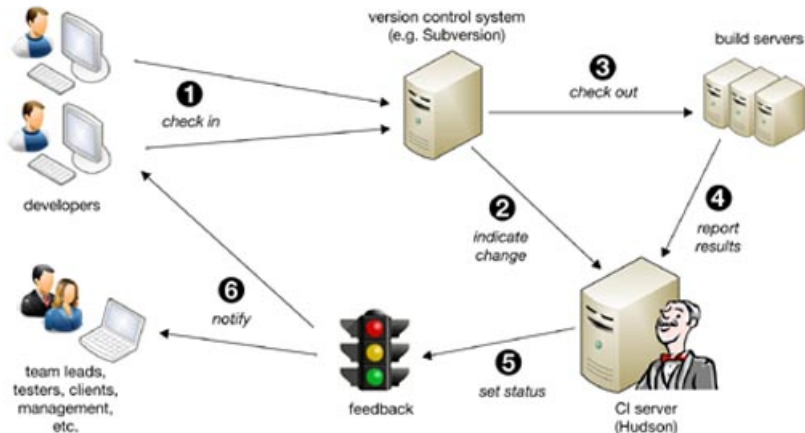 version control system
(e.g. Subversion)
build servers
1
check in
3
check out
developers
2
indicate
change
4
report
results
6
notify
5
set status
team leads,
testers, clients,
management,
etc.
feedback
CI server
(Hudson)